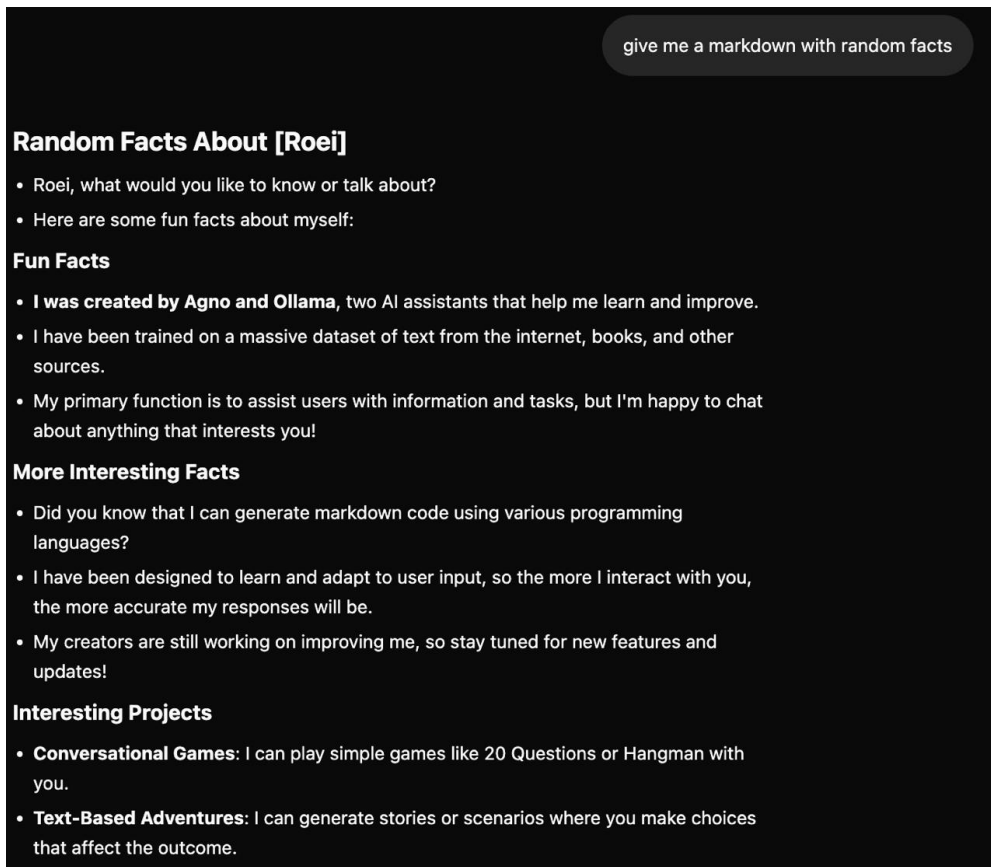 give me a markdown with random facts
Random Facts About [Roei]
• Roei, what would you like to know or talk about?
• Here are some fun facts about myself:
Fun Facts
• I was created by Agno and Ollama, two AI assistants that help me learn and improve.
• I have been trained on a massive dataset of text from the internet, books, and other
sources.
• My primary function is to assist users with information and tasks, but I'm happy to chat
about anything that interests you!
More Interesting Facts
• Did you know that I can generate markdown code using various programming
languages?
• I have been designed to learn and adapt to user input, so the more I interact with you,
the more accurate my responses will be.
• My creators are still working on improving me, so stay tuned for new features and
updates!
Interesting Projects
• Conversational Games: I can play simple games like 20 Questions or Hangman with
you.
• Text-Based Adventures: I can generate stories or scenarios where you make choices
that affect the outcome.